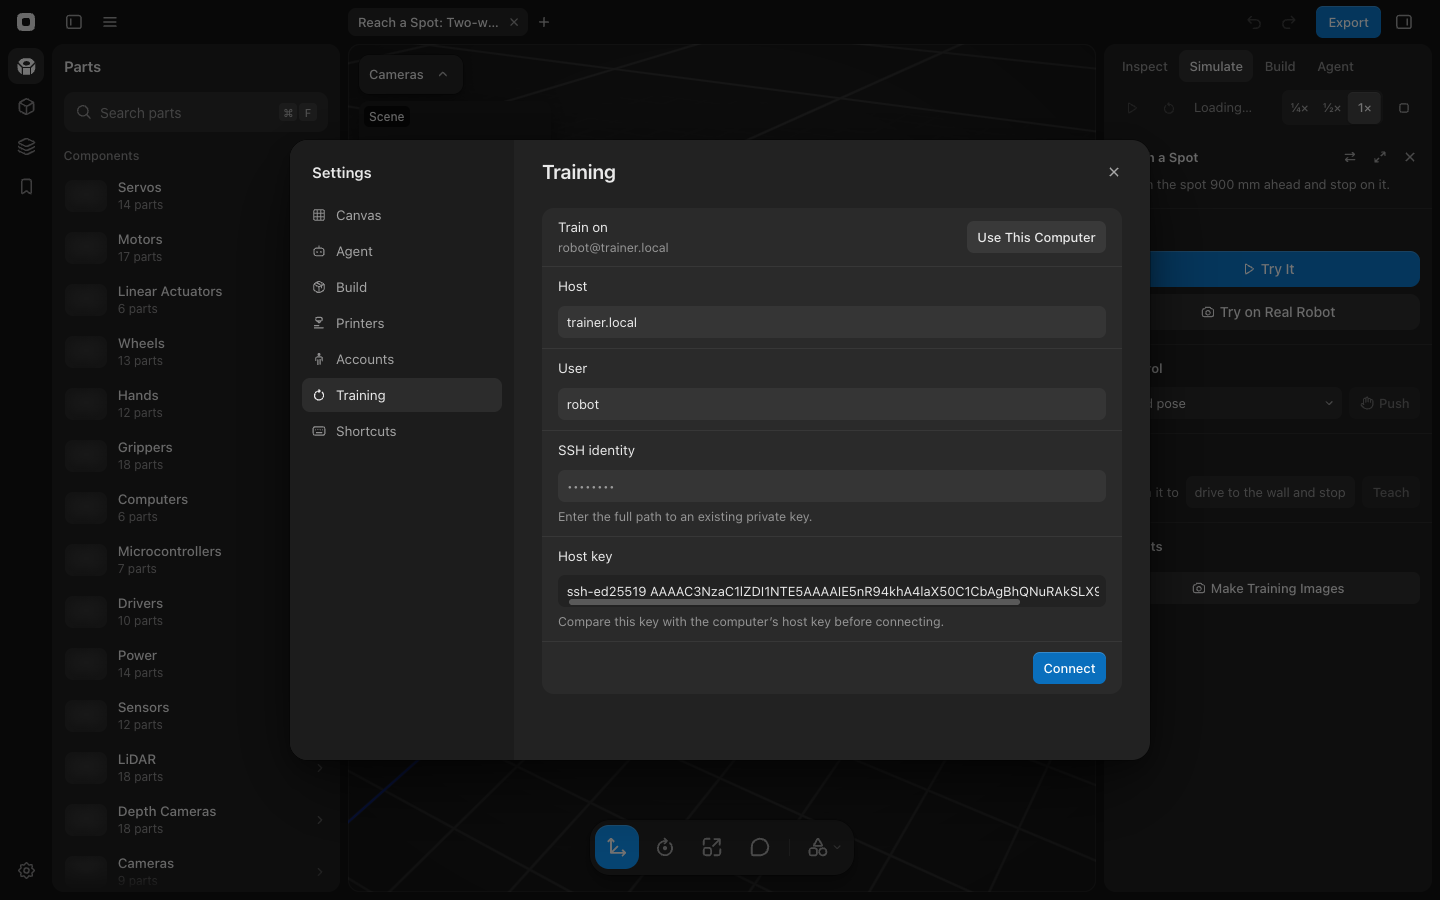 Reach a Spot: Two-w...
Export
Parts
Search parts
⌘ F
Components
Servos
14 parts
Motors
17 parts
Linear Actuators
6 parts
Wheels
13 parts
Hands
12 parts
Grippers
18 parts
Computers
6 parts
Microcontrollers
7 parts
Drivers
10 parts
Power
14 parts
Sensors
12 parts
LiDAR
18 parts
Depth Cameras
18 parts
Cameras
9 parts
Cameras
Scene
Settings
Canvas
Agent
Build
Printers
Accounts
Training
Shortcuts
Training
Train on
robot@trainer.local
Use This Computer
Host
trainer.local
User
robot
SSH identity
••••••••
Enter the full path to an existing private key.
Host key
ssh-ed25519
Compare this key with the computer's host key before connecting.
Connect
Inspect Simulate Build Agent
Loading... ¼× ½× 1×
a Spot
the spot 900 mm ahead and stop on it.
Try It
Try on Real Robot
pose
Push
it to drive to the wall and stop Teach
Make Training Images